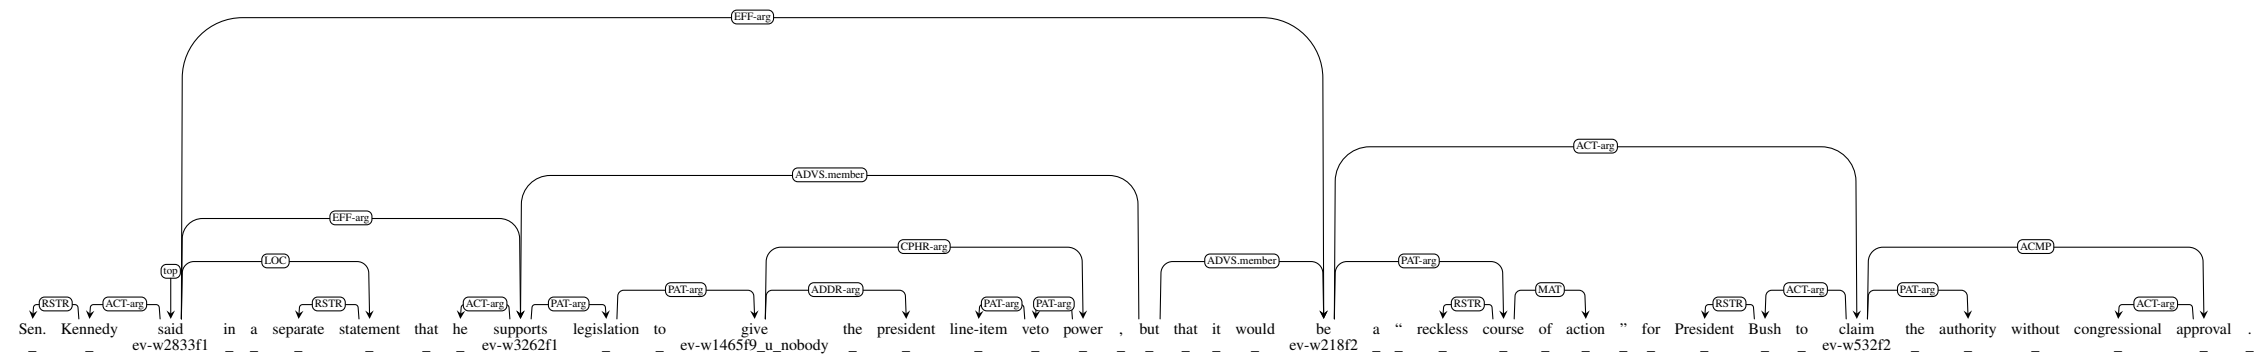 EFF-arg
ACT-arg
ADVS.member
EFF-arg
CPHR-arg
ACMP
top LOC ADVS.member PAT-arg
PAT-arg ADDR-arg MAT ACT-arg PAT-arg
RSTR ACT-arg RSTR ACT-arg PAT-arg PAT-arg PAT-arg RSTR RSTR ACT-arg
Sen. Kennedy said in a separate statement that he supports legislation to give the president line-item veto power , but that it would be a “ reckless course of action ” for President Bush to claim the authority without congressional approval .
_ _ ev-w2833f1 _ _ _ _ _ _ ev-w3262f1 _ _ ev-w1465f9_u_nobody _ _ _ _ _ _ _ _ _ _ ev-w218f2 _ _ _ _ _ _ _ _ _ _ _ ev-w532f2 _ _ _ _ _ _